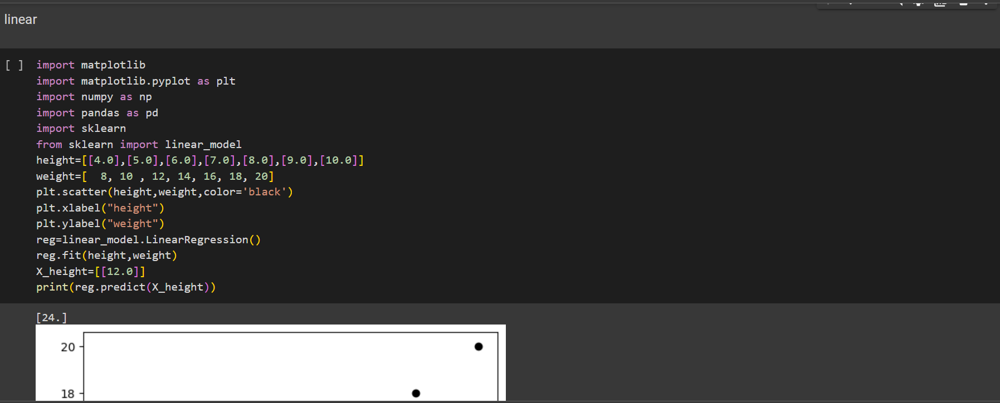 linear
[ ] import matplotlib
import matplotlib.pyplot as plt
import numpy as np
import pandas as pd
import sklearn
from sklearn import linear_model
height=[[4.0],[5.0],[6.0],[7.0],[8.0],[9.0],[10.0]]
weight=[  8, 10 , 12, 14, 16, 18, 20]
plt.scatter(height,weight,color='black')
plt.xlabel("height")
plt.ylabel("weight")
reg=linear_model.LinearRegression()
reg.fit(height,weight)
X_height=[[12.0]]
print(reg.predict(X_height))
[24.]
20
18